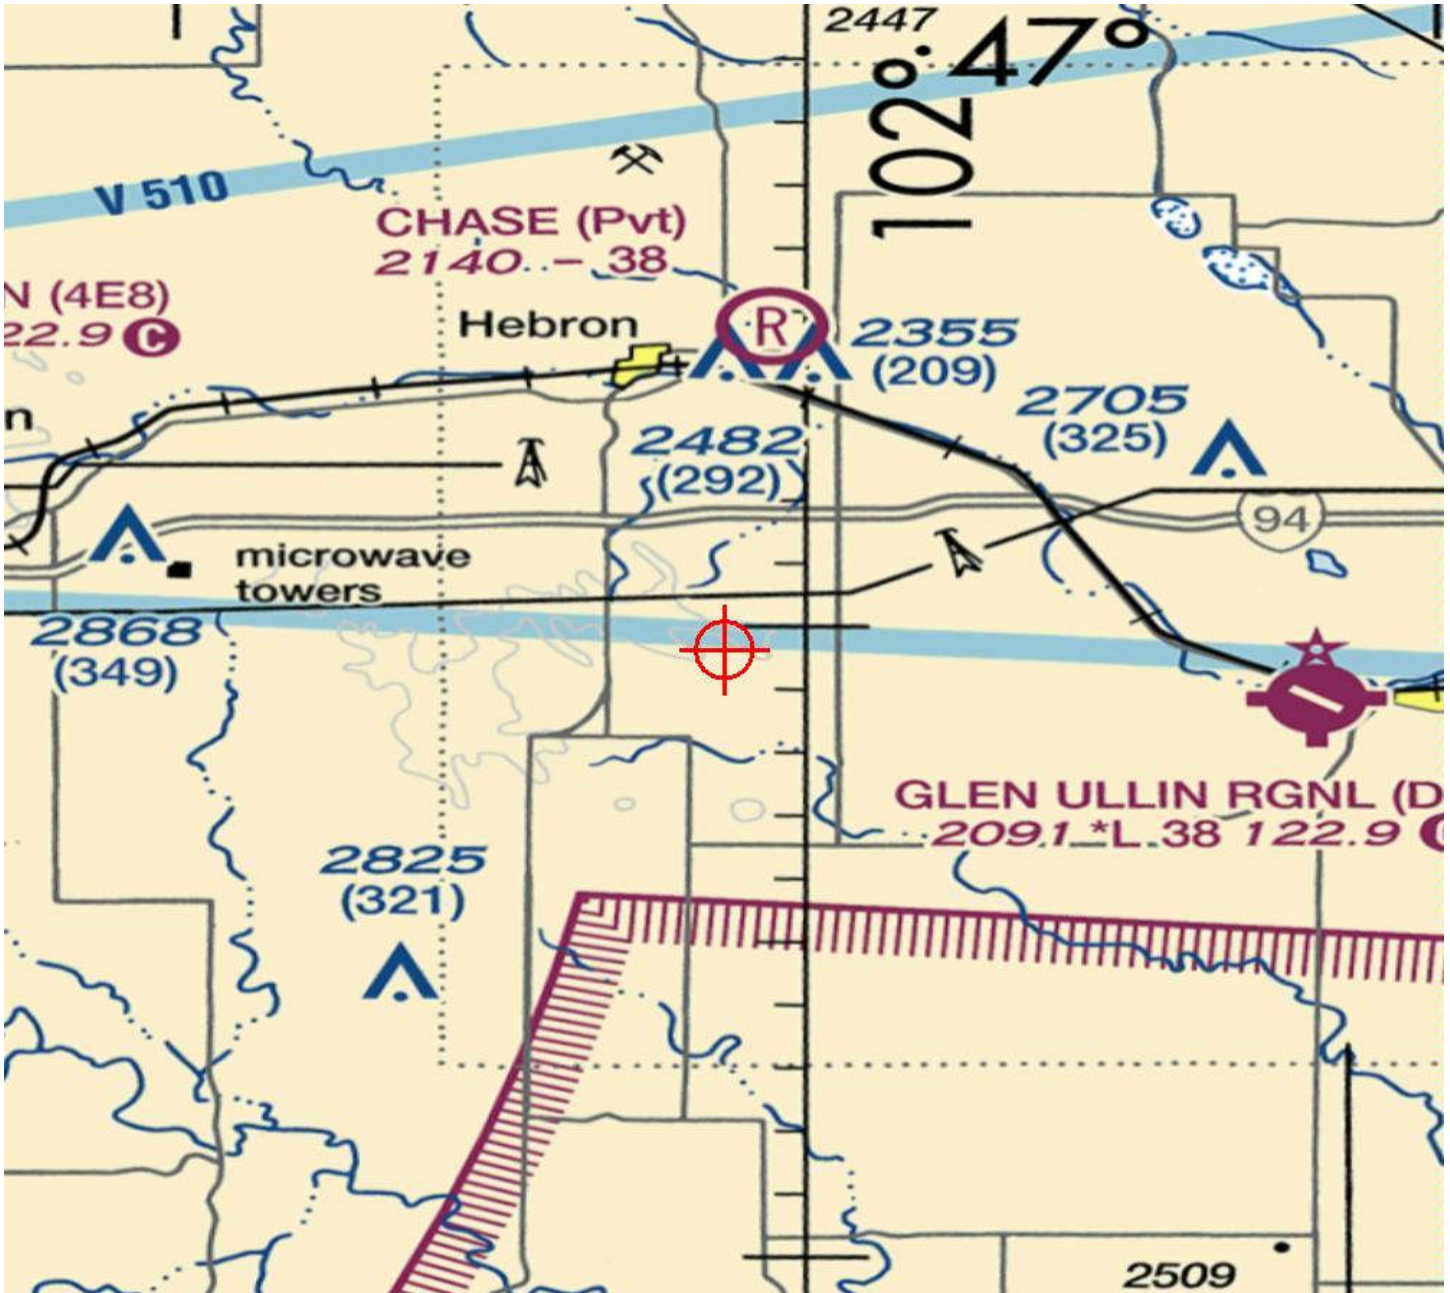 2447
102°
47°
V 510
CHASE (Pvt)
2140 - 38
N (4E8)
22.9 C
Hebron
R
2355
(209)
2705
(325)
n
2482
(292)
94
microwave
towers
2868
(349)
GLEN ULLIN RGNL (D
2091 *L 38 122.9
2825
(321)
2509